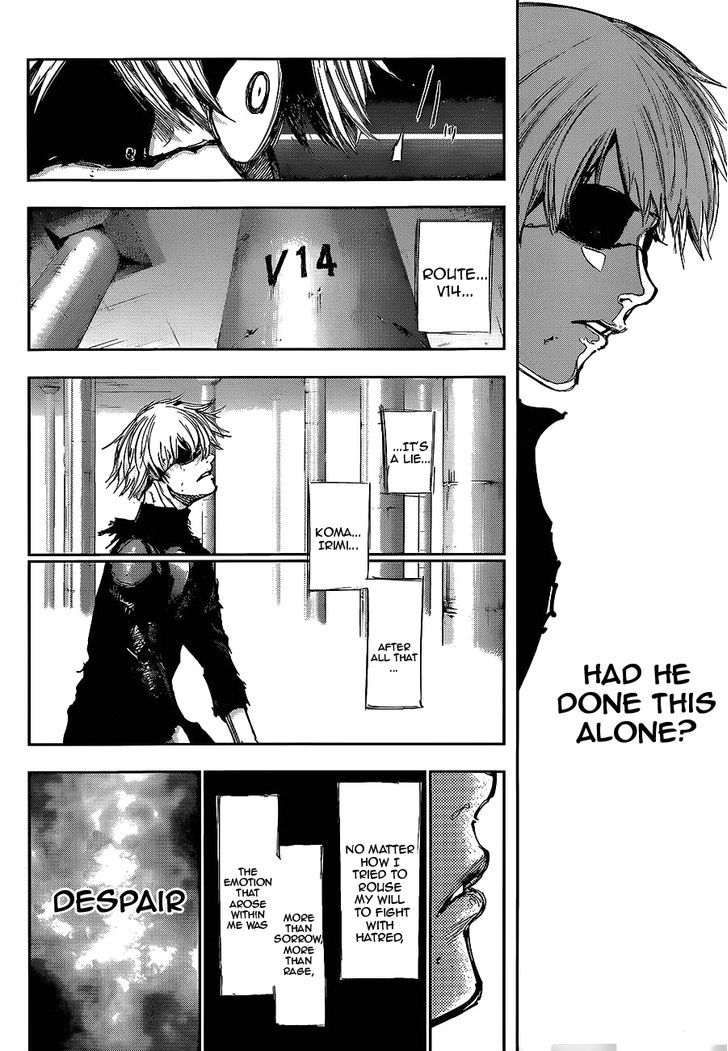 HAD HE
DONE THIS
ALONE?
V14
ROUTE...
V14...
...IT'S
A LIE...
KOMA...
IRIMI...
AFTER
ALL THAT
...
NO MATTER
HOW I
TRIED TO
ROUSE
MY WILL
TO FIGHT
WITH
HATRED,
MORE
THAN
SORROW,
MORE
THAN
RAGE,
THE
EMOTION
THAT
AROSE
WITHIN
ME WAS
DESPAIR